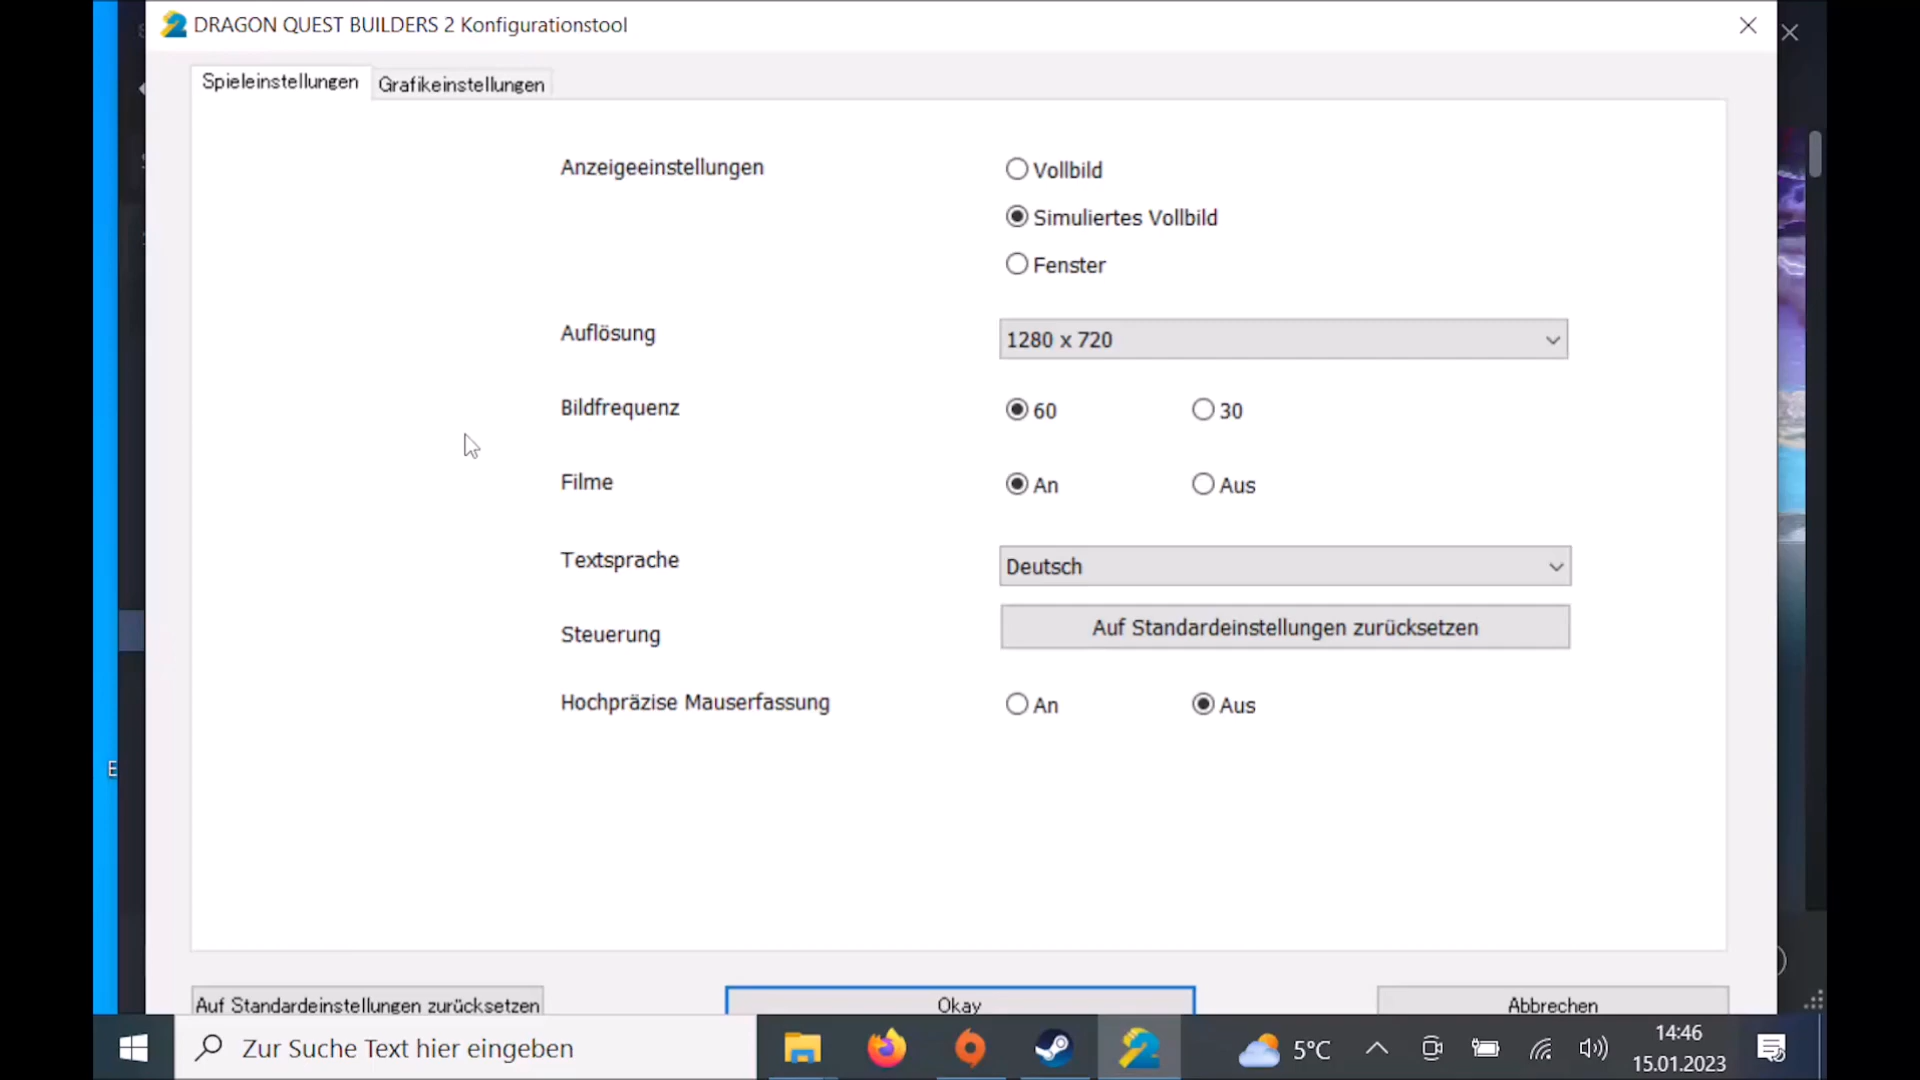 DRAGON QUEST BUILDERS 2 Konfigurationstool
Spieleinstellungen
Grafikeinstellungen
Anzeigeeinstellungen
Vollbild
Simuliertes Vollbild
Fenster
Auflösung
1280 x 720
Bildfrequenz
60
30
Filme
An
Aus
Textsprache
Deutsch
Steuerung
Auf Standardeinstellungen zurücksetzen
Hochpräzise Mauserfassung
An
Aus
Auf Standardeinstellungen zurücksetzen
Okay
Abbrechen
Zur Suche Text hier eingeben
5°C
14:46
15.01.2023